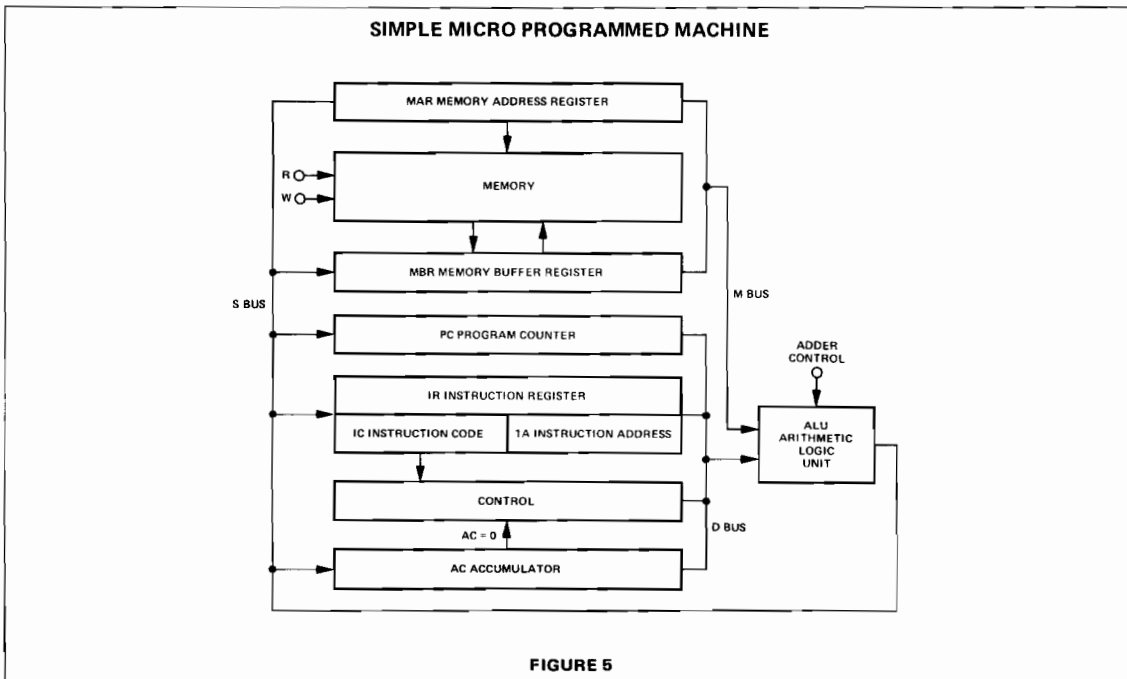 SIMPLE MICRO PROGRAMMED MACHINE
MAR MEMORY ADDRESS REGISTER
R
W
MEMORY
MBR MEMORY BUFFER REGISTER
S BUS
M BUS
PC PROGRAM COUNTER
ADDER
CONTROL
IR INSTRUCTION REGISTER
IC INSTRUCTION CODE
1A INSTRUCTION ADDRESS
ALU
ARITHMETIC
LOGIC
UNIT
CONTROL
D BUS
AC = 0
AC ACCUMULATOR
FIGURE 5